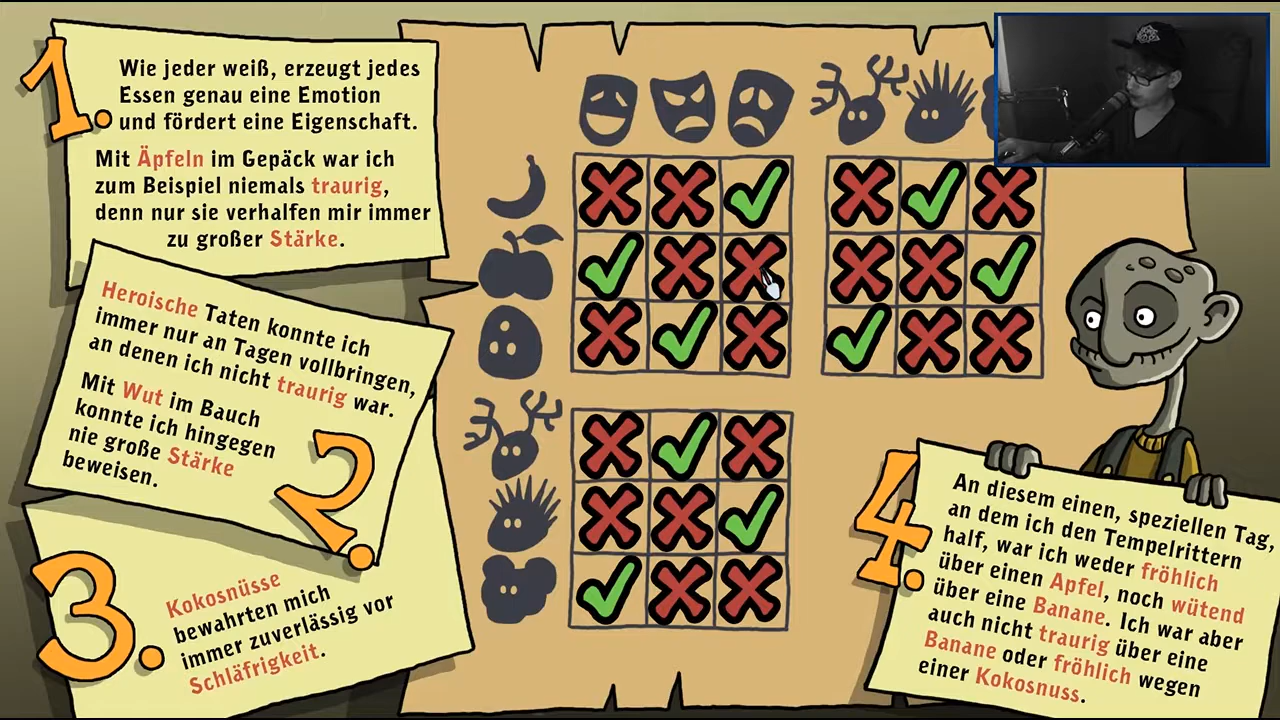 1.
Wie jeder weiß, erzeugt jedes
Essen genau eine Emotion
und fördert eine Eigenschaft.
Mit Äpfeln im Gepäck war ich
zum Beispiel niemals traurig,
denn nur sie verhalfen mir immer
zu großer Stärke.
Heroische Taten konnte ich
immer nur an Tagen vollbringen,
an denen ich nicht traurig war.
Mit Wut im Bauch
konnte ich hingegen
nie große Stärke
beweisen.
2.
3.
Kokosnüsse
bewahrten mich
immer zuverlässig vor
Schläfrigkeit.
4.
An diesem einen, speziellen Tag,
an dem ich den Tempelrittern
half, war ich weder fröhlich
über einen Apfel, noch wütend
über eine Banane. Ich war aber
auch nicht traurig über eine
Banane oder fröhlich wegen
einer Kokosnuss.